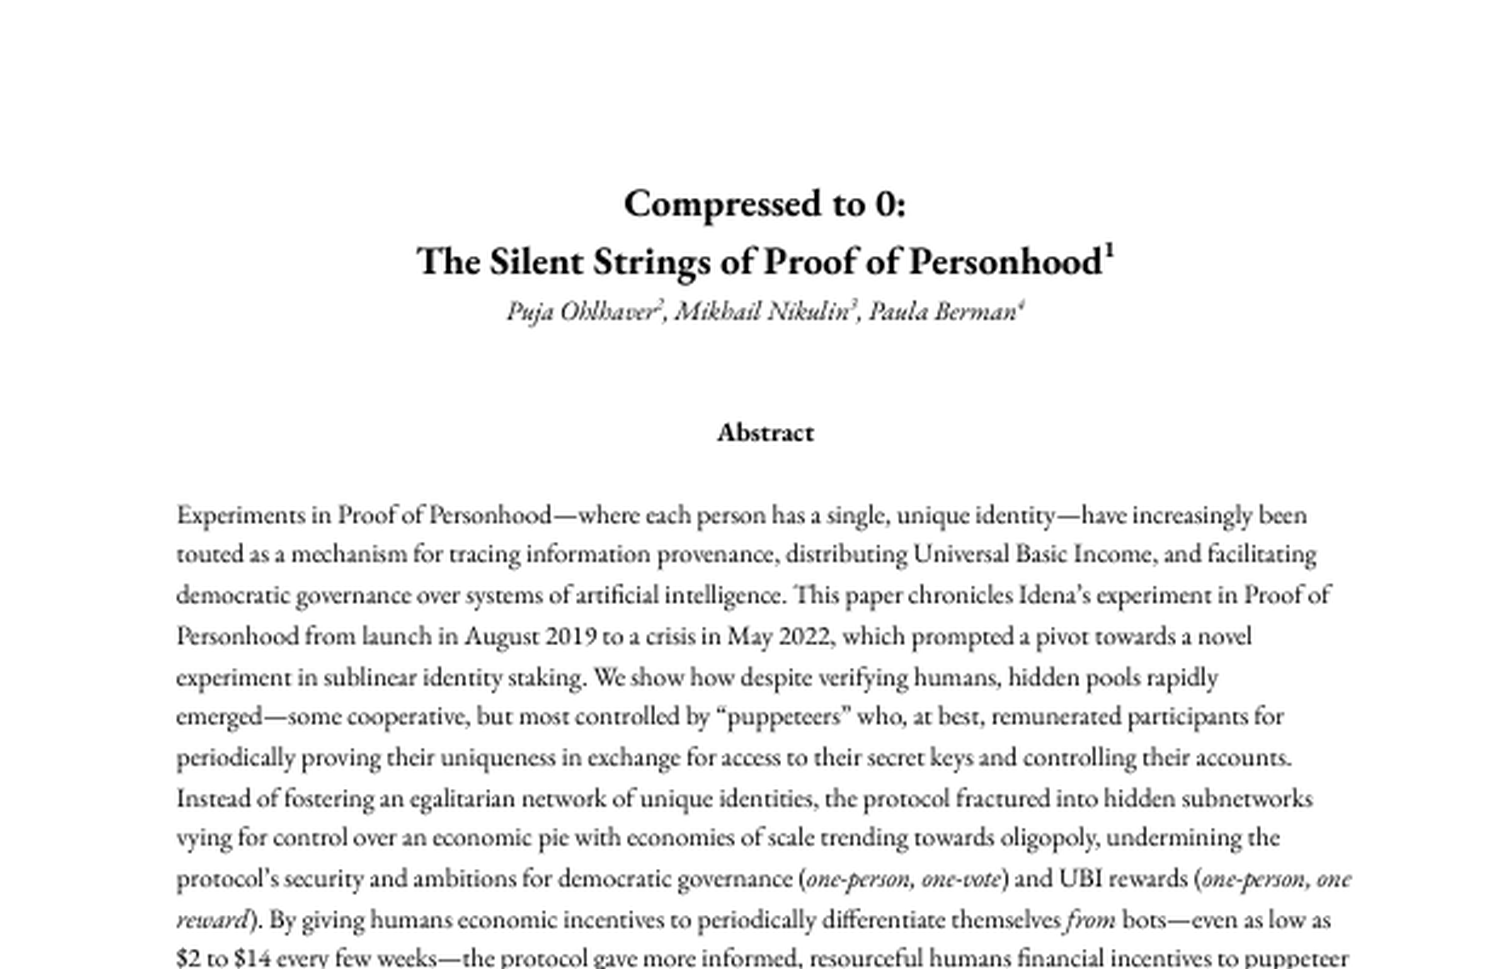 Compressed to 0:
The Silent Strings of Proof of Personhood¹
Puja Ohlhaver², Mikhail Nikulin³, Paula Berman⁴
Abstract
Experiments in Proof of Personhood—where each person has a single, unique identity—have increasingly been
touted as a mechanism for tracing information provenance, distributing Universal Basic Income, and facilitating
democratic governance over systems of artificial intelligence. This paper chronicles Idena’s experiment in Proof of
Personhood from launch in August 2019 to a crisis in May 2022, which prompted a pivot towards a novel
experiment in sublinear identity staking. We show how despite verifying humans, hidden pools rapidly
emerged—some cooperative, but most controlled by “puppeteers” who, at best, remunerated participants for
periodically proving their uniqueness in exchange for access to their secret keys and controlling their accounts.
Instead of fostering an egalitarian network of unique identities, the protocol fractured into hidden subnetworks
vying for control over an economic pie with economies of scale trending towards oligopoly, undermining the
protocol’s security and ambitions for democratic governance (one-person, one-vote) and UBI rewards (one-person, one
reward). By giving humans economic incentives to periodically differentiate themselves from bots—even as low as
$2 to $14 every few weeks—the protocol gave more informed, resourceful humans financial incentives to puppeteer